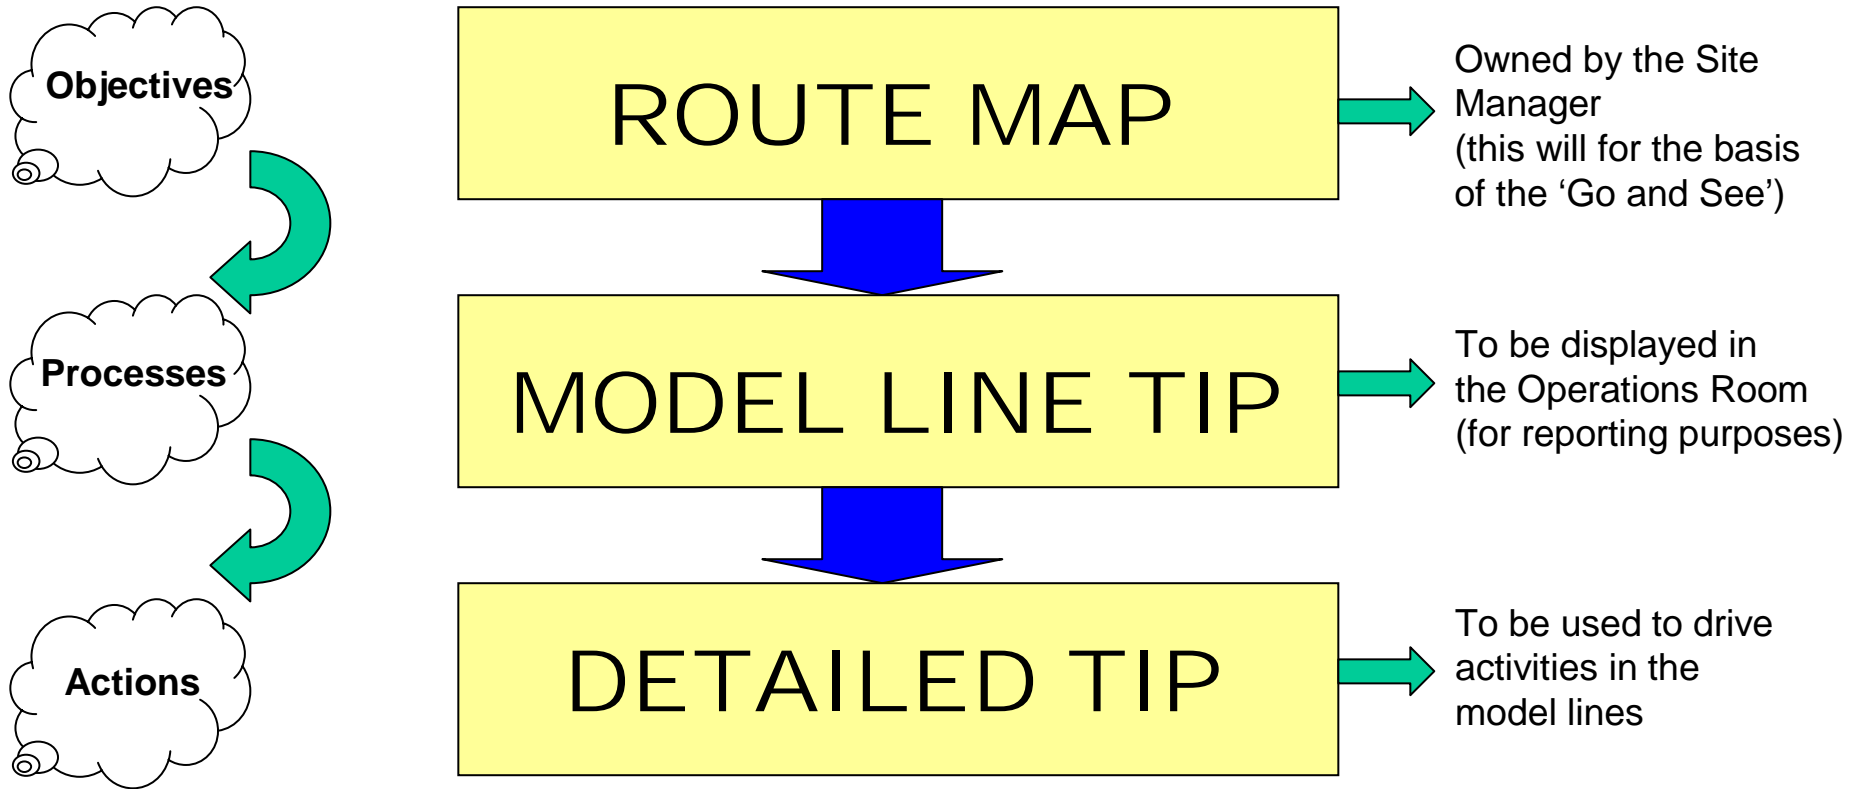 Objectives
ROUTE MAP
Owned by the Site
Manager
(this will for the basis
of the ‘Go and See’)
Processes
MODEL LINE TIP
To be displayed in
the Operations Room
(for reporting purposes)
Actions
DETAILED TIP
To be used to drive
activities in the
model lines